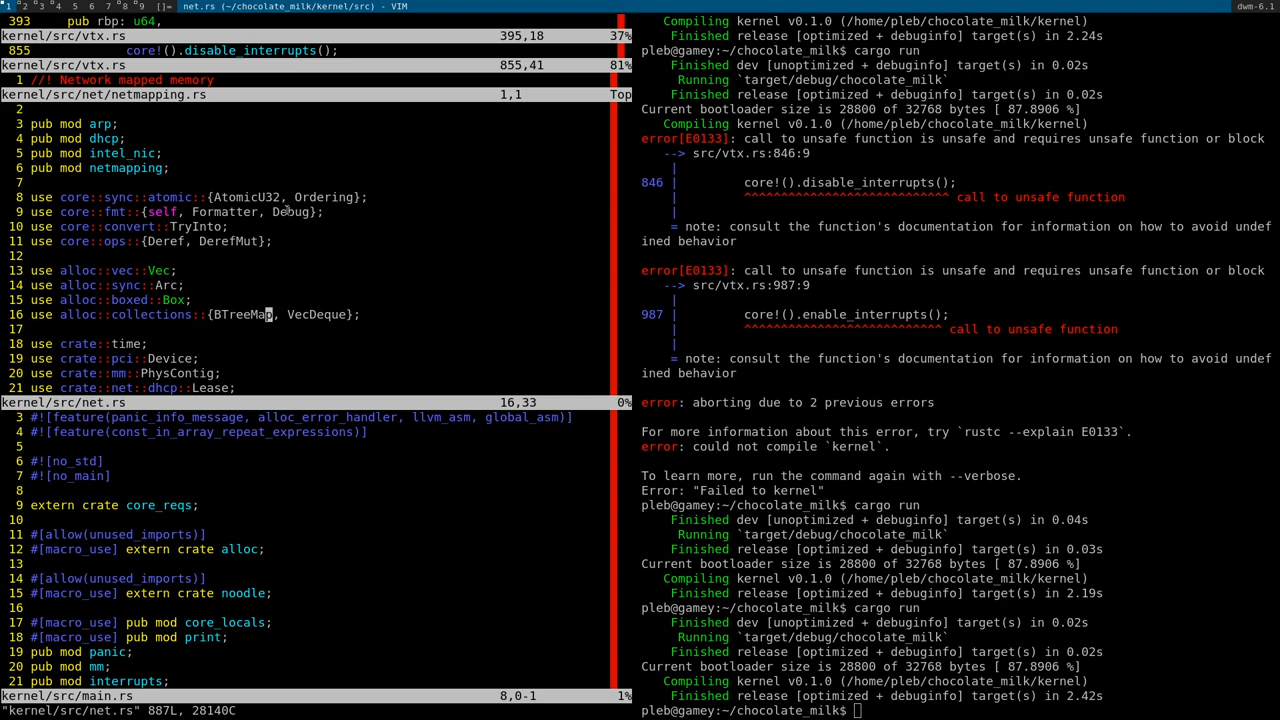 1 2 3 4 5 6 7 8 9 []= net.rs (~/chocolate_milk/kernel/src) - VIM dwm-6.1
393 pub rbp: u64,
kernel/src/vtx.rs 395,18 37%
855 core!().disable_interrupts();
kernel/src/vtx.rs 855,41 81%
1 //! Network mapped memory
kernel/src/net/netmapping.rs 1,1 Top
2
3 pub mod arp;
4 pub mod dhcp;
5 pub mod intel_nic;
6 pub mod netmapping;
7
8 use core::sync::atomic::{AtomicU32, Ordering};
9 use core::fmt::{self, Formatter, Debug};
10 use core::convert::TryInto;
11 use core::ops::{Deref, DerefMut};
12
13 use alloc::vec::Vec;
14 use alloc::sync::Arc;
15 use alloc::boxed::Box;
16 use alloc::collections::{BTreeMap, VecDeque};
17
18 use crate::time;
19 use crate::pci::Device;
20 use crate::mm::PhysContig;
21 use crate::net::dhcp::Lease;
kernel/src/net.rs 16,33 0%
3 #![feature(panic_info_message, alloc_error_handler, llvm_asm, global_asm)]
4 #![feature(const_in_array_repeat_expressions)]
5
6 #![no_std]
7 #![no_main]
8
9 extern crate core_reqs;
10
11 #[allow(unused_imports)]
12 #[macro_use] extern crate alloc;
13
14 #[allow(unused_imports)]
15 #[macro_use] extern crate noodle;
16
17 #[macro_use] pub mod core_locals;
18 #[macro_use] pub mod print;
19 pub mod panic;
20 pub mod mm;
21 pub mod interrupts;
kernel/src/main.rs 8,0-1 1%
"kernel/src/net.rs" 887L, 28140C
Compiling kernel v0.1.0 (/home/pleb/chocolate_milk/kernel)
Finished release [optimized + debuginfo] target(s) in 2.24s
pleb@gamey:~/chocolate_milk$ cargo run
Finished dev [unoptimized + debuginfo] target(s) in 0.02s
Running `target/debug/chocolate_milk`
Finished release [optimized + debuginfo] target(s) in 0.02s
Current bootloader size is 28800 of 32768 bytes [ 87.8906 %]
Compiling kernel v0.1.0 (/home/pleb/chocolate_milk/kernel)
error[E0133]: call to unsafe function is unsafe and requires unsafe function or block
--> src/vtx.rs:846:9
|
846 | core!().disable_interrupts();
| ^^^^^^^^^^^^^^^^^^^^^^^^^^^^ call to unsafe function
|
= note: consult the function's documentation for information on how to avoid undef
ined behavior
error[E0133]: call to unsafe function is unsafe and requires unsafe function or block
--> src/vtx.rs:987:9
|
987 | core!().enable_interrupts();
| ^^^^^^^^^^^^^^^^^^^^^^^^^^^ call to unsafe function
|
= note: consult the function's documentation for information on how to avoid undef
ined behavior
error: aborting due to 2 previous errors
For more information about this error, try `rustc --explain E0133`.
error: could not compile `kernel`.
To learn more, run the command again with --verbose.
Error: "Failed to kernel"
pleb@gamey:~/chocolate_milk$ cargo run
Finished dev [unoptimized + debuginfo] target(s) in 0.04s
Running `target/debug/chocolate_milk`
Finished release [optimized + debuginfo] target(s) in 0.03s
Current bootloader size is 28800 of 32768 bytes [ 87.8906 %]
Compiling kernel v0.1.0 (/home/pleb/chocolate_milk/kernel)
Finished release [optimized + debuginfo] target(s) in 2.19s
pleb@gamey:~/chocolate_milk$ cargo run
Finished dev [unoptimized + debuginfo] target(s) in 0.02s
Running `target/debug/chocolate_milk`
Finished release [optimized + debuginfo] target(s) in 0.02s
Current bootloader size is 28800 of 32768 bytes [ 87.8906 %]
Compiling kernel v0.1.0 (/home/pleb/chocolate_milk/kernel)
Finished release [optimized + debuginfo] target(s) in 2.42s
pleb@gamey:~/chocolate_milk$